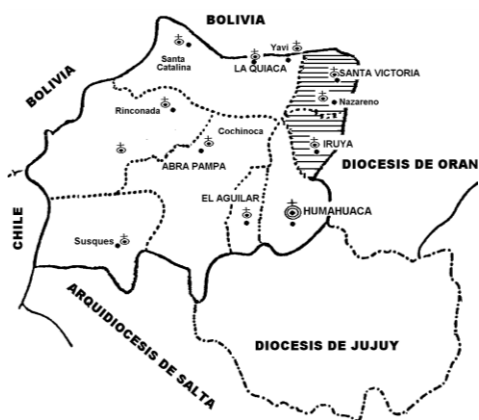 BOLIVIA
Santa
Catalina
Yavi
LA QUIACA
SANTA VICTORIA
BOLIVIA
Rinconada
Nazareno
Cochinoca
IRUYA
ABRA PAMPA
DIOCESIS DE ORAN
EL AGUILAR
HUMAHUACA
CHILE
Susques
ARQUIDIOCESIS DE SALTA
DIOCESIS DE JUJUY